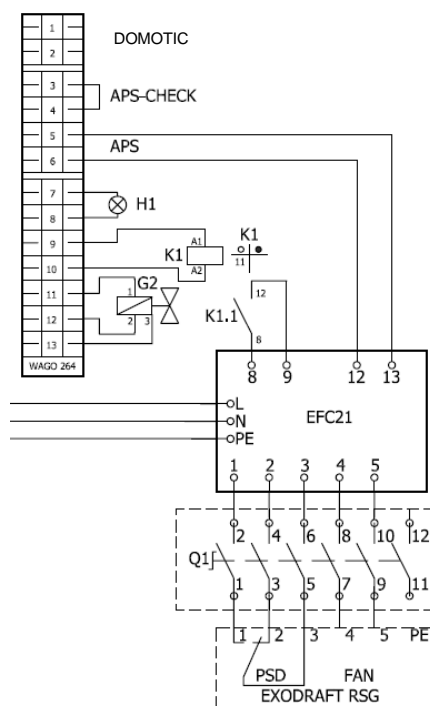 1 DOMOTIC
2
3
APS-CHECK
4
5
APS
6
7
H1
8
9 A1 K1
K1
10 A2 11
11 1 G2
12 K1.1
12 2 3
13 8
WAGO 264
8 9 12 13
L
N EFC21
PE
1 2 3 4 5
2 4 6 8 10 12
Q1
1 3 5 7 9 11
1 2 3 4 5 PE
PSD FAN
EXODRAFT RSG